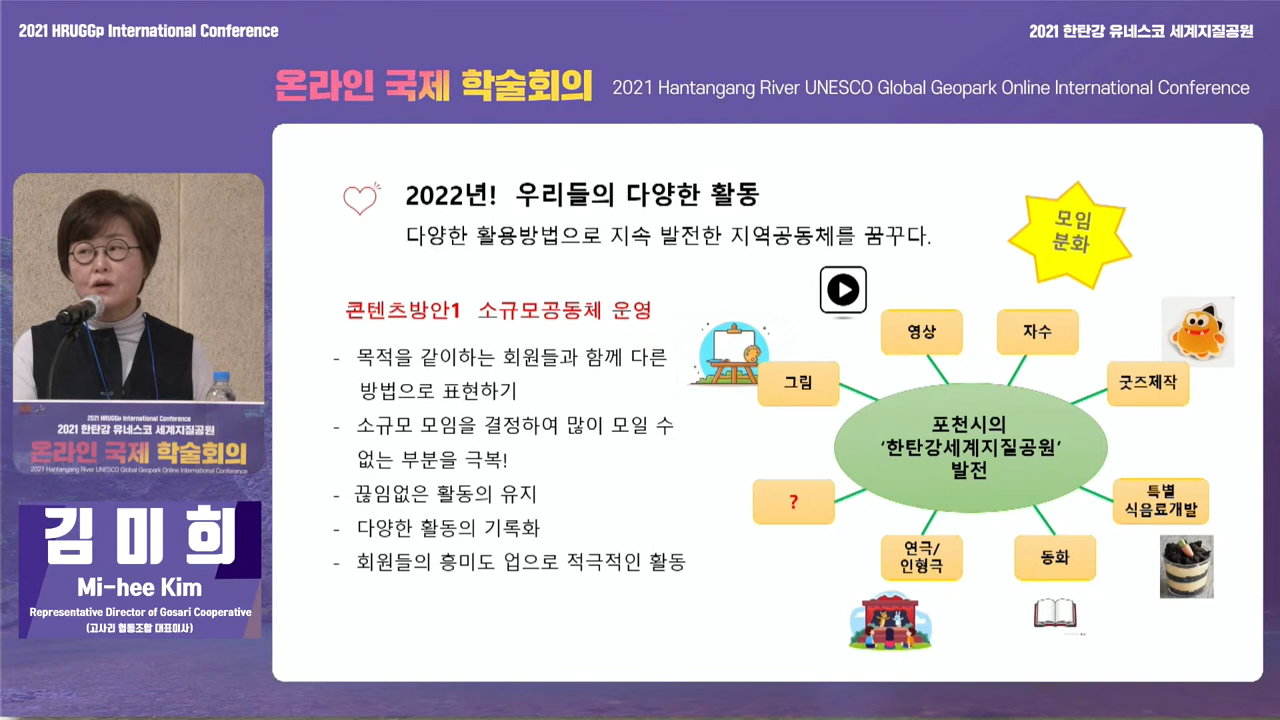 2021 HRUGGp International Conference
2021 한탄강 유네스코 세계지질공원
온라인 국제 학술회의 2021 Hantangang River UNESCO Global Geopark Online International Conference
2022년! 우리들의 다양한 활동
다양한 활용방법으로 지속 발전한 지역공동체를 꿈꾸다.
모임
분화
콘텐츠방안1 소규모공동체 운영
- 목적을 같이하는 회원들과 함께 다른
방법으로 표현하기
- 소규모 모임을 결정하여 많이 모일 수
없는 부분을 극복!
- 끊임없은 활동의 유지
- 다양한 활동의 기록화
- 회원들의 흥미도 업으로 적극적인 활동
영상
자수
그림
굿즈제작
포천시의
‘한탄강세계지질공원’
발전
?
특별
식음료개발
연극/
인형극
동화
2021 HRUGGp International Conference
2021 한탄강 유네스코 세계지질공원
온라인 국제 학술회의
2021 Hantangang River UNESCO Global Geopark Online International Conference
김미희
Mi-hee Kim
Representative Director of Gosari Cooperative
(고사리 협동조합 대표이사)